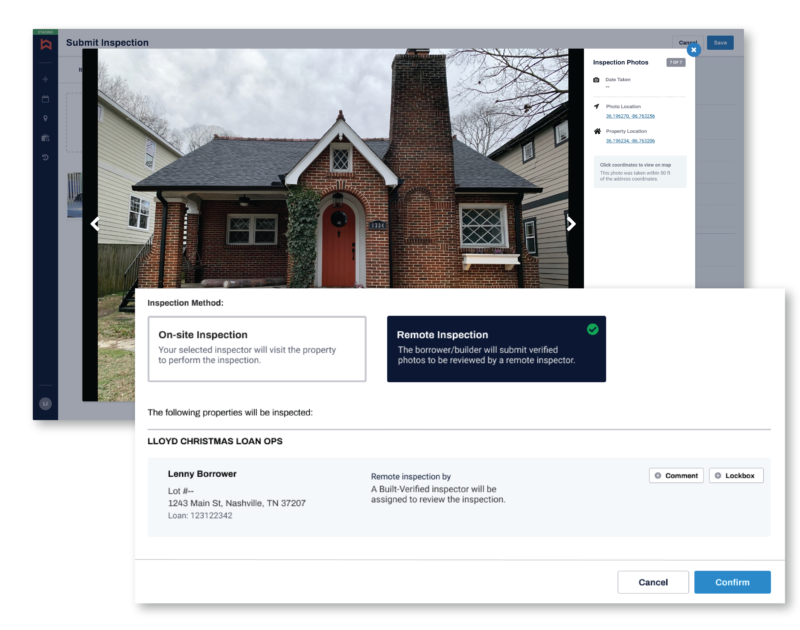 Submit Inspection
Cancel
Save
Inspection Photos
7 OF 7
Date Taken
--
Photo Location
36.196270, -86.763256
Property Location
36.196234, -86.763286
Click coordinates to view on map
This photo was taken within 50 ft
of the address coordinates.
Inspection Method:
On-site Inspection
Your selected inspector will visit the property
to perform the inspection.
Remote Inspection
The borrower/builder will submit verified
photos to be reviewed by a remote inspector.
The following properties will be inspected:
LLOYD CHRISTMAS LOAN OPS
Lenny Borrower
Lot #--
1243 Main St, Nashville, TN 37207
Loan: 123122342
Remote inspection by
A Built-Verified inspector will be
assigned to review the inspection.
Comment
Lockbox
Cancel
Confirm